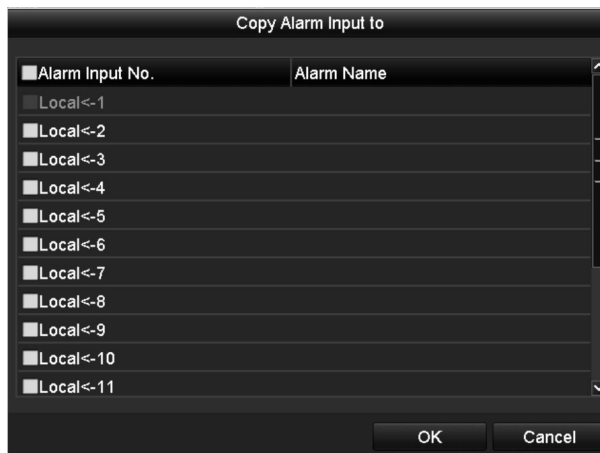 Copy Alarm Input to
Alarm Input No. Alarm Name
Local<-1
Local<-2
Local<-3
Local<-4
Local<-5
Local<-6
Local<-7
Local<-8
Local<-9
Local<-10
Local<-11
OK Cancel